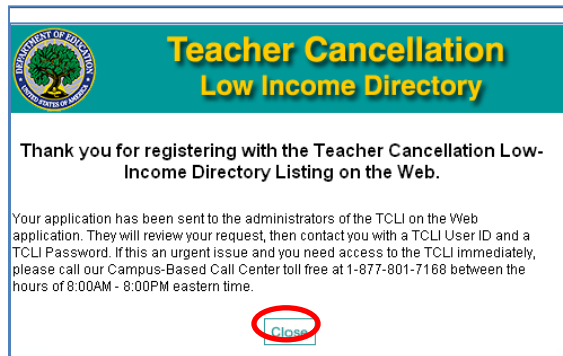 DEPARTMENT OF EDUCATION
UNITED STATES OF AMERICA
Teacher Cancellation
Low Income Directory
Thank you for registering with the Teacher Cancellation Low-
Income Directory Listing on the Web.
Your application has been sent to the administrators of the TCLI on the Web
application. They will review your request, then contact you with a TCLI User ID and a
TCLI Password. If this an urgent issue and you need access to the TCLI immediately,
please call our Campus-Based Call Center toll free at 1-877-801-7168 between the
hours of 8:00AM - 8:00PM eastern time.
Close